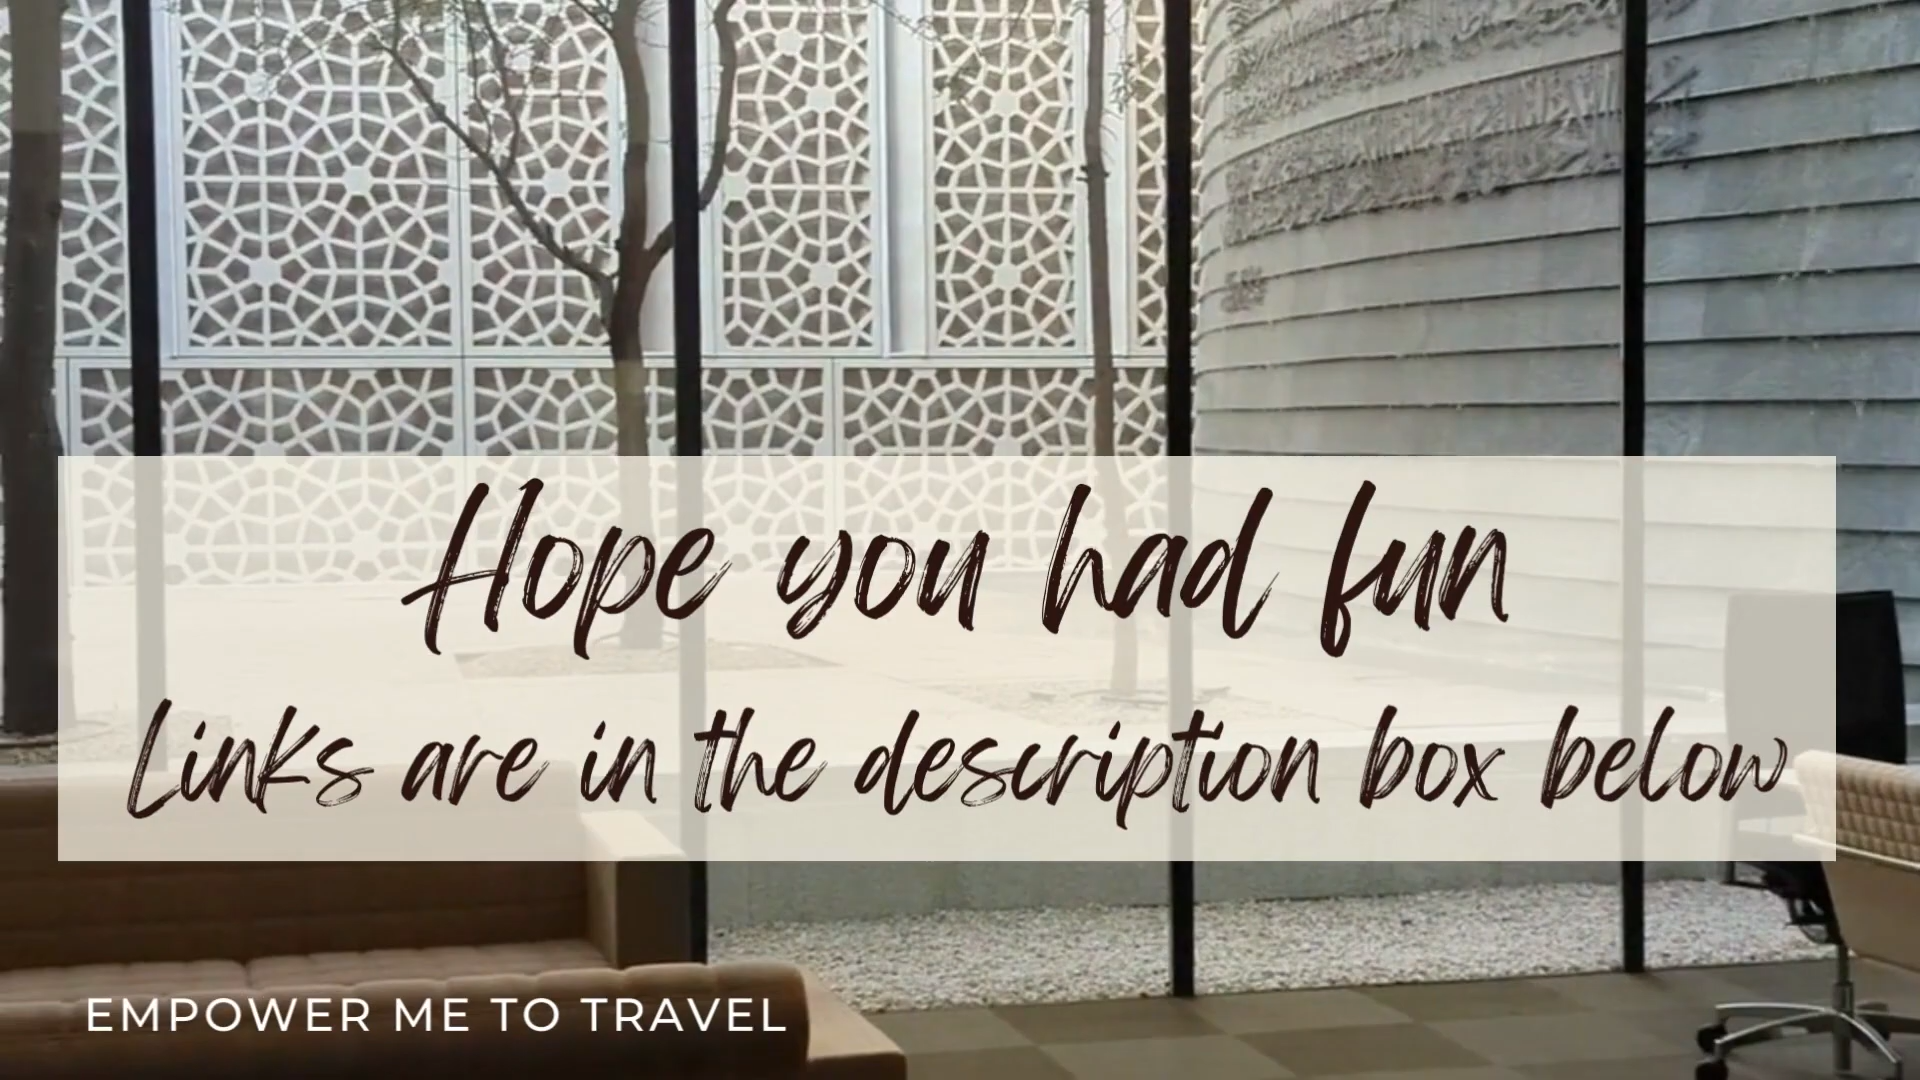 Hope you had fun
Links are in the description box below
EMPOWER ME TO TRAVEL